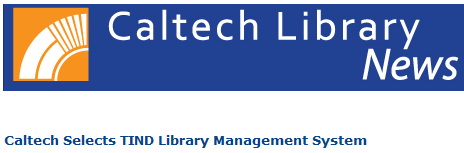 Caltech Library
News
Caltech Selects TIND Library Management System